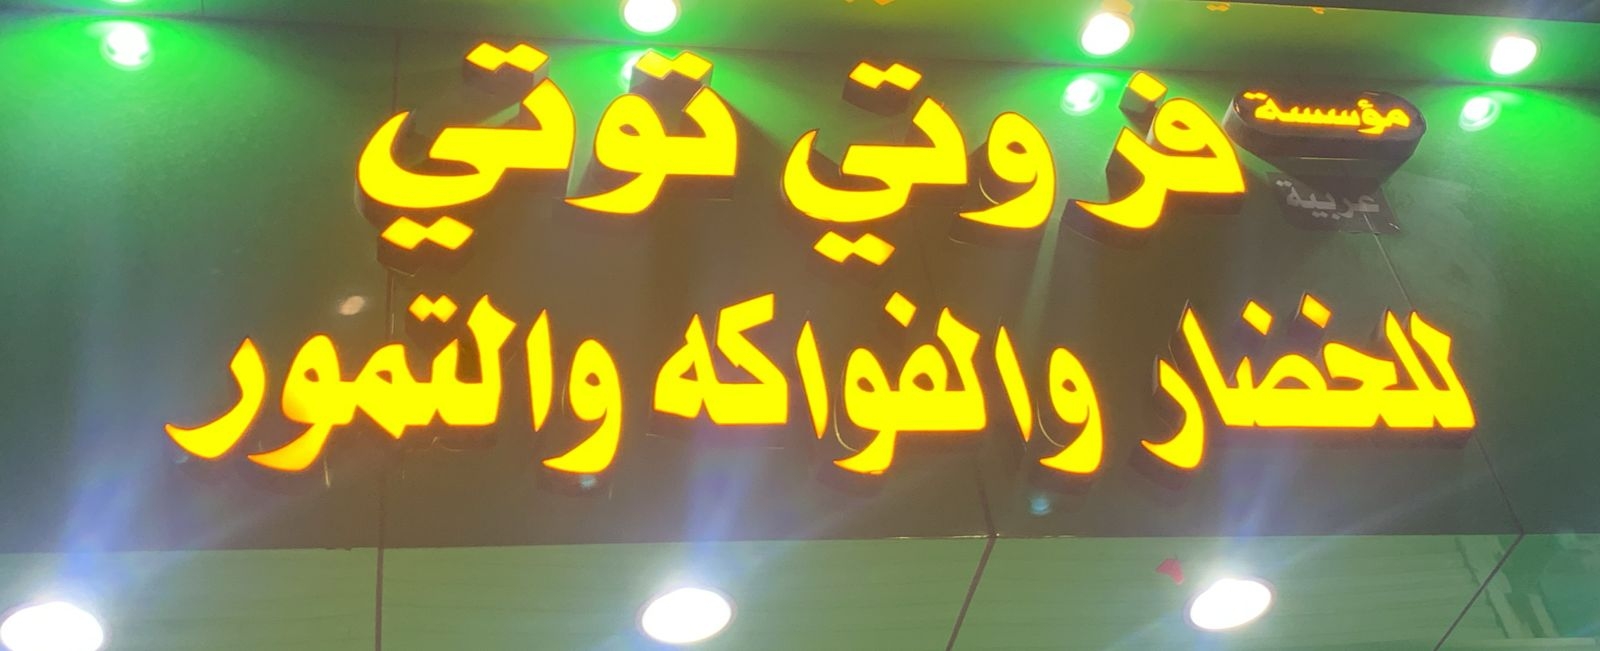 مؤسسة
عربية
فروتي توتي
للخضار والفواكه والتمور